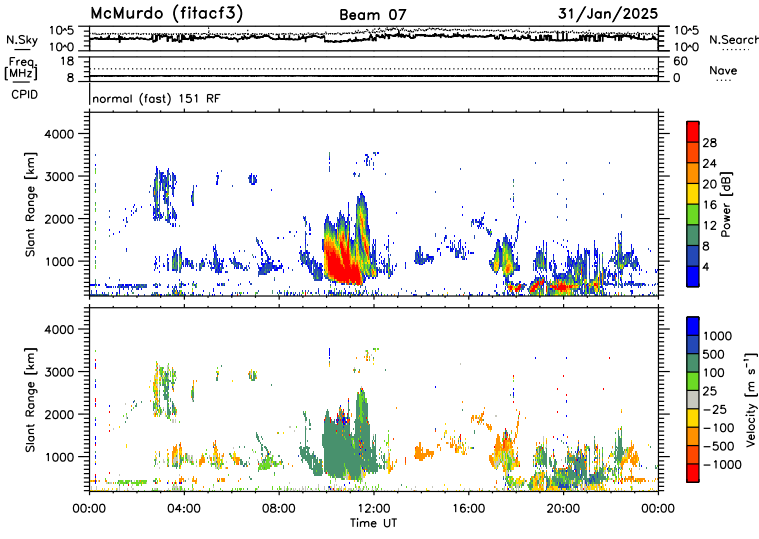 McMurdo (fitacf3) Beam 07 31/Jan/2025
N.Sky 10^5 10^0 10^5 10^0 N.Search
Freq. [MHz] 18 8 60 0 Nave
CPID normal (fast) 151 RF
Slant Range [km]
4000
3000
2000
1000
28
24
20
16
12
8
4
Power [dB]
Slant Range [km]
4000
3000
2000
1000
1000
500
100
25
−25
−100
−500
−1000
Velocity [m s⁻¹]
00:00 04:00 08:00 12:00 16:00 20:00 00:00
Time UT